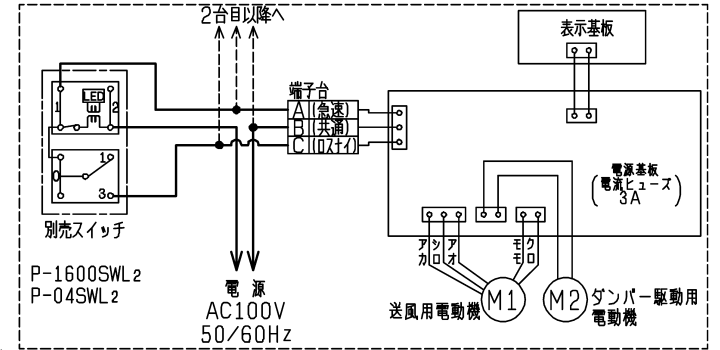 2台目以降へ
表示基板
端子台
A (急速)
B (共通)
C (ロスナイ)
LED
1
2
0
1
3
別売スイッチ
P-1600SWL2
P-04SWL2
電源
AC100V
50/60Hz
電源基板
(電流ヒューズ
3A)
アカ
シロ
アオ
モモ
クロ
送風用電動機
M1
M2
ダンパー駆動用
電動機